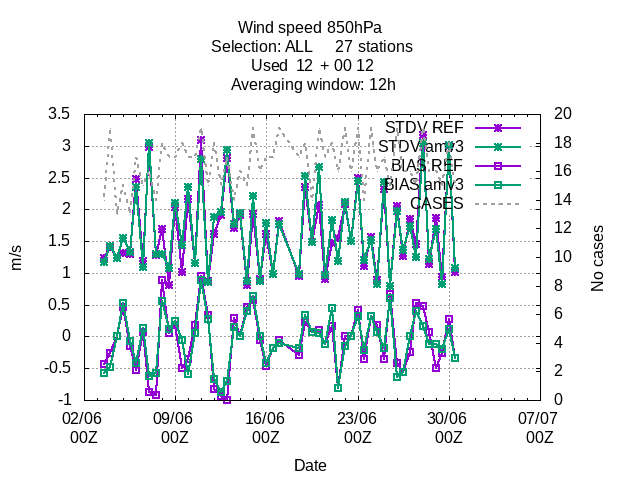 Wind speed 850hPa
Selection: ALL 27 stations
Used 12 + 00 12
Averaging window: 12h
3.5 20
3 18
2.5 16
2 14
1.5 12
1 10
0.5 8
0 6
-0.5 4
-1 2
0
m/s
No cases
STDV REF
STDV amv3
BIAS REF
BIAS amv3
CASES
02/06 09/06 16/06 23/06 30/06 07/07
00Z 00Z 00Z 00Z 00Z 00Z
Date